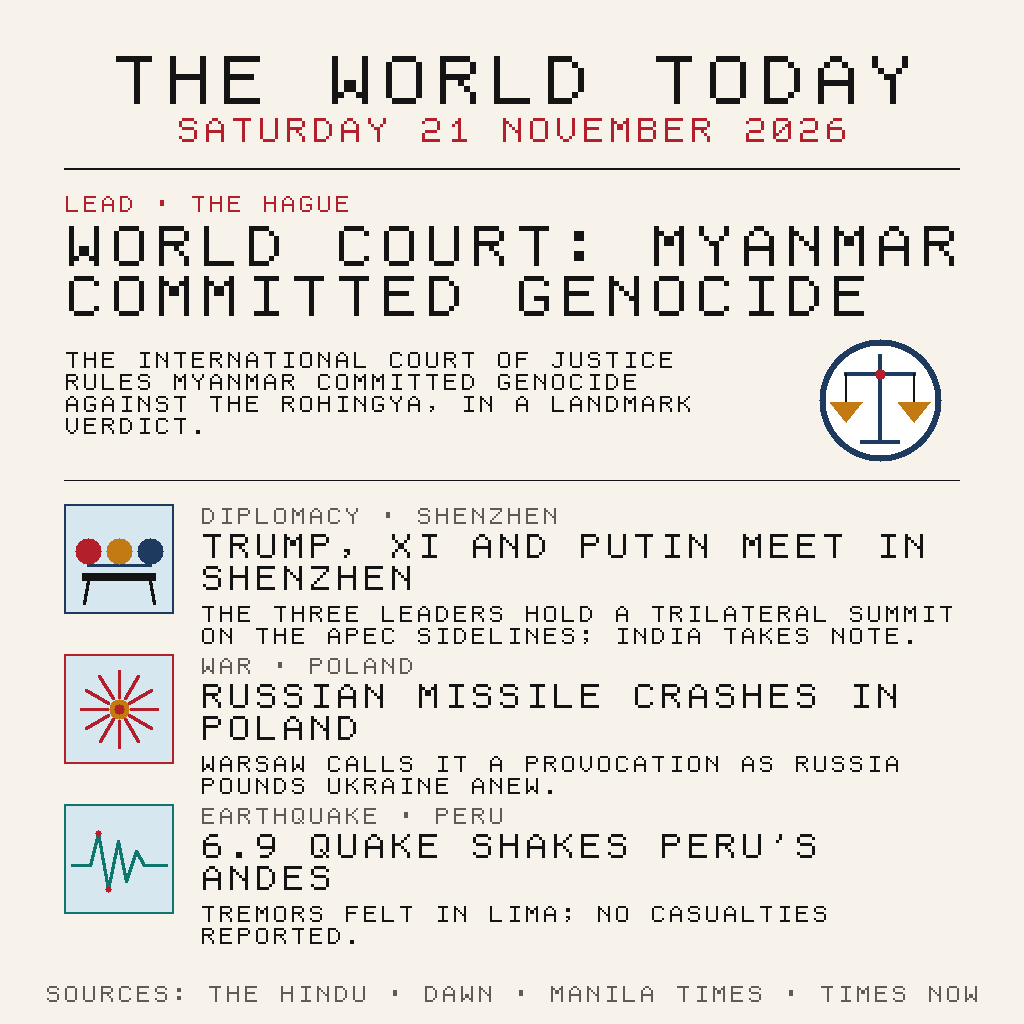 THE WORLD TODAY
SATURDAY 21 NOVEMBER 2026
LEAD · THE HAGUE
WORLD COURT: MYANMAR
COMMITTED GENOCIDE
THE INTERNATIONAL COURT OF JUSTICE
RULES MYANMAR COMMITTED GENOCIDE
AGAINST THE ROHINGYA, IN A LANDMARK
VERDICT.
DIPLOMACY · SHENZHEN
TRUMP, XI AND PUTIN MEET IN
SHENZHEN
THE THREE LEADERS HOLD A TRILATERAL SUMMIT
ON THE APEC SIDELINES; INDIA TAKES NOTE.
WAR · POLAND
RUSSIAN MISSILE CRASHES IN
POLAND
WARSAW CALLS IT A PROVOCATION AS RUSSIA
POUNDS UKRAINE ANEW.
EARTHQUAKE · PERU
6.9 QUAKE SHAKES PERU'S
ANDES
TREMORS FELT IN LIMA; NO CASUALTIES
REPORTED.
SOURCES: THE HINDU · DAWN · MANILA TIMES · TIMES NOW